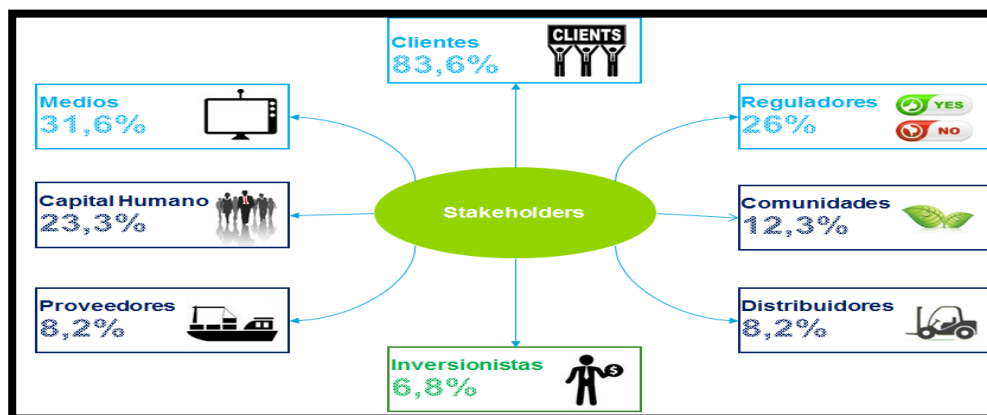 Clientes
83,6%
CLIENTS
Medios
31,6%
Reguladores
26%
YES
NO
Capital Humano
23,3%
Stakeholders
Comunidades
12,3%
Proveedores
8,2%
Distribuidores
8,2%
Inversionistas
6,8%
$